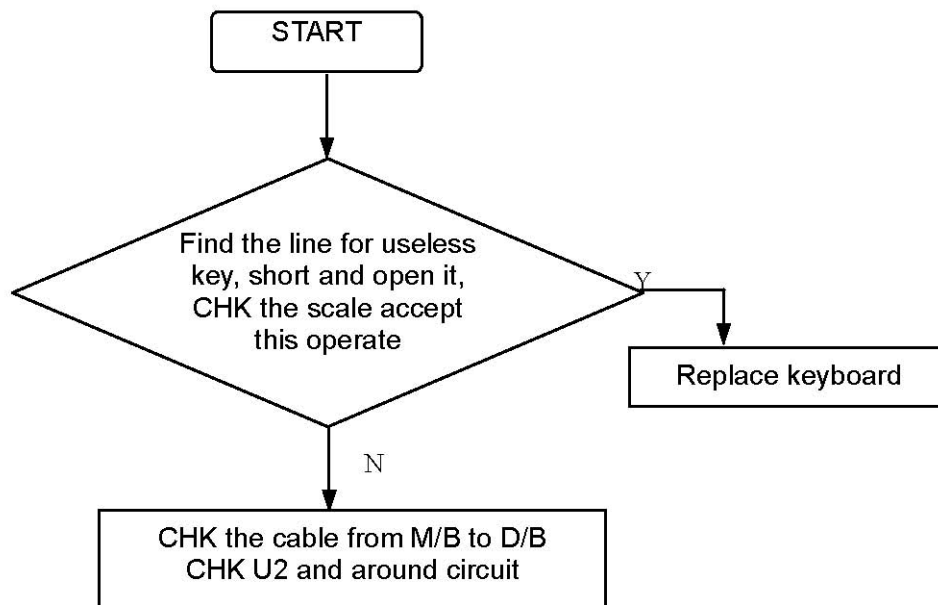 START
Find the line for useless
key, short and open it,
CHK the scale accept
this operate
Y
Replace keyboard
N
CHK the cable from M/B to D/B
CHK U2 and around circuit